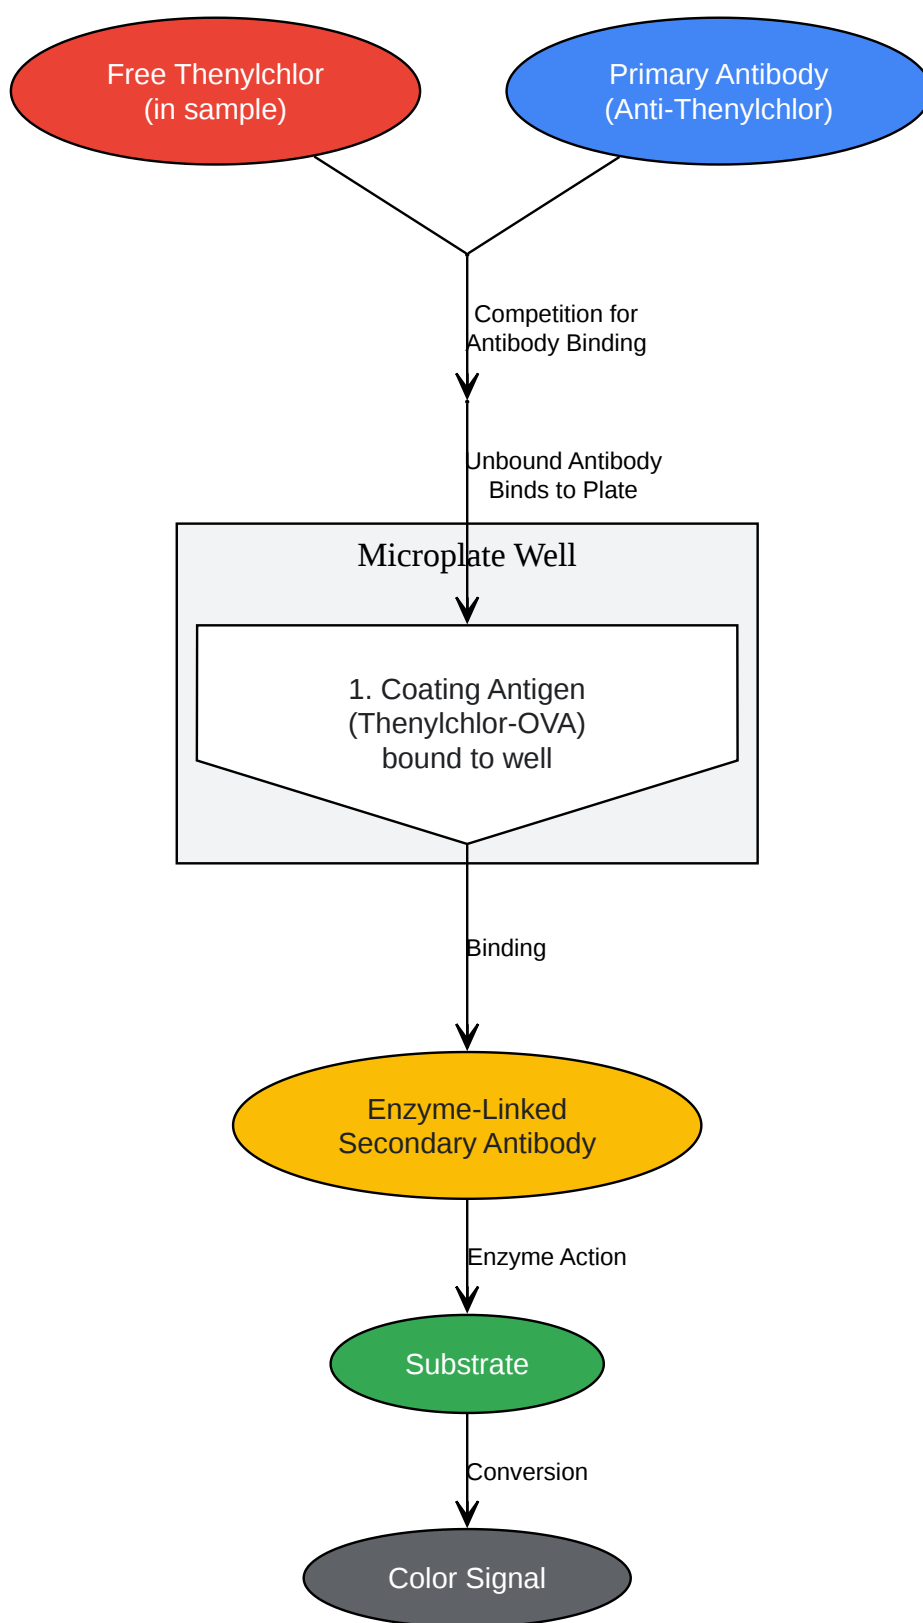 Free Thenylchlor
(in sample)
Primary Antibody
(Anti-Thenylchlor)
Competition for
Antibody Binding
Unbound Antibody
Binds to Plate
Microplate Well
1. Coating Antigen
(Thenylchlor-OVA)
bound to well
Binding
Enzyme-Linked
Secondary Antibody
Enzyme Action
Substrate
Conversion
Color Signal